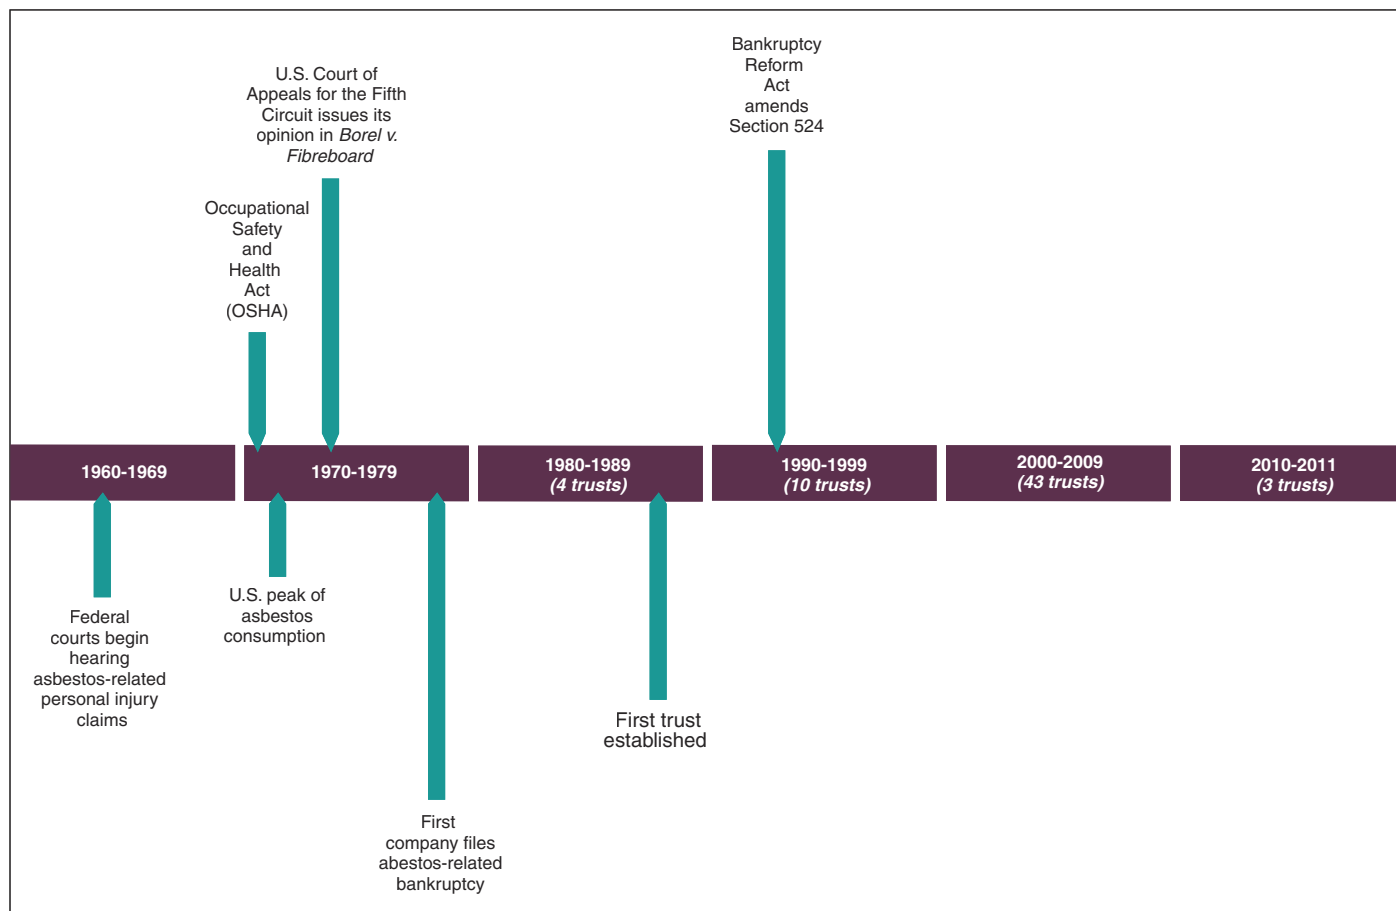 Bankruptcy
Reform
Act
amends
Section 524
U.S. Court of
Appeals for the Fifth
Circuit issues its
opinion in Borel v.
Fibreboard
Occupational
Safety
and
Health
Act
(OSHA)
1960-1969
1970-1979
1980-1989
(4 trusts)
1990-1999
(10 trusts)
2000-2009
(43 trusts)
2010-2011
(3 trusts)
Federal
courts begin
hearing
asbestos-related
personal injury
claims
U.S. peak of
asbestos
consumption
First
company files
abestos-related
bankruptcy
First trust
established